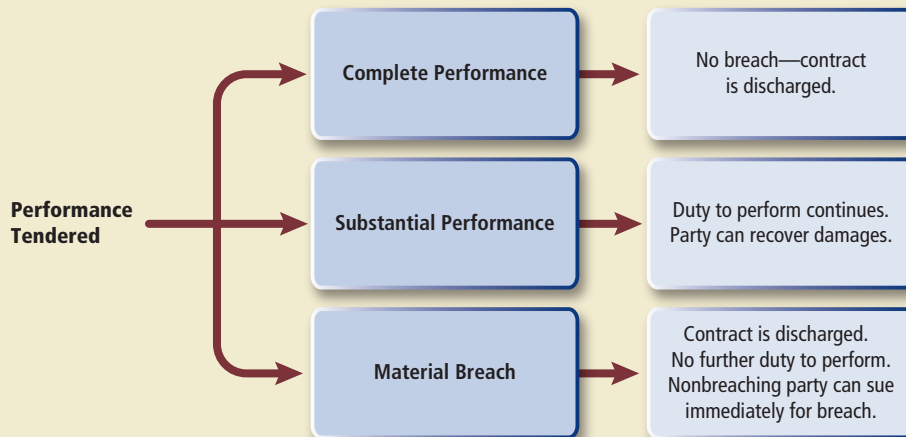 Performance
Tendered
Complete Performance
No breach—contract
is discharged.
Substantial Performance
Duty to perform continues.
Party can recover damages.
Material Breach
Contract is discharged.
No further duty to perform.
Nonbreaching party can sue
immediately for breach.